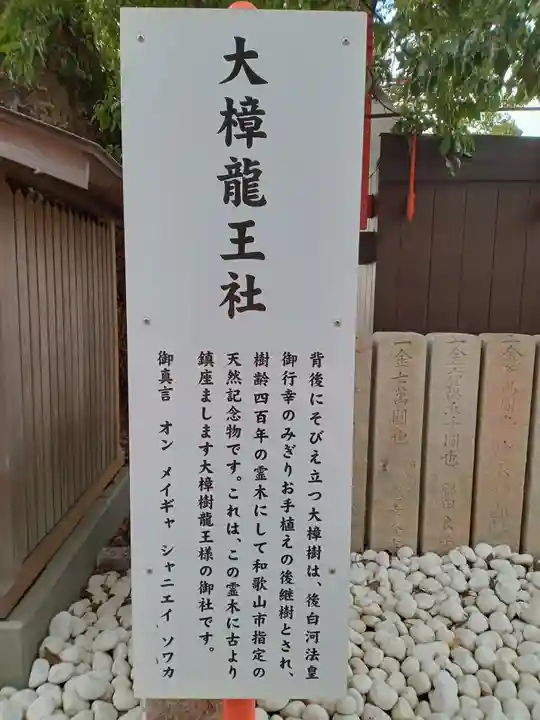 大樟龍王社
背後にそびえ立つ大樟樹は、後白河法皇
御行幸のみぎりお手植えの後継樹とされ、
樹齢四百年の霊木にして和歌山市指定の
天然記念物です。これは、この霊木に古より
鎮座まします大樟樹龍王様の御社です。
御真言 オン メイギャ シャニエイ ソワカ